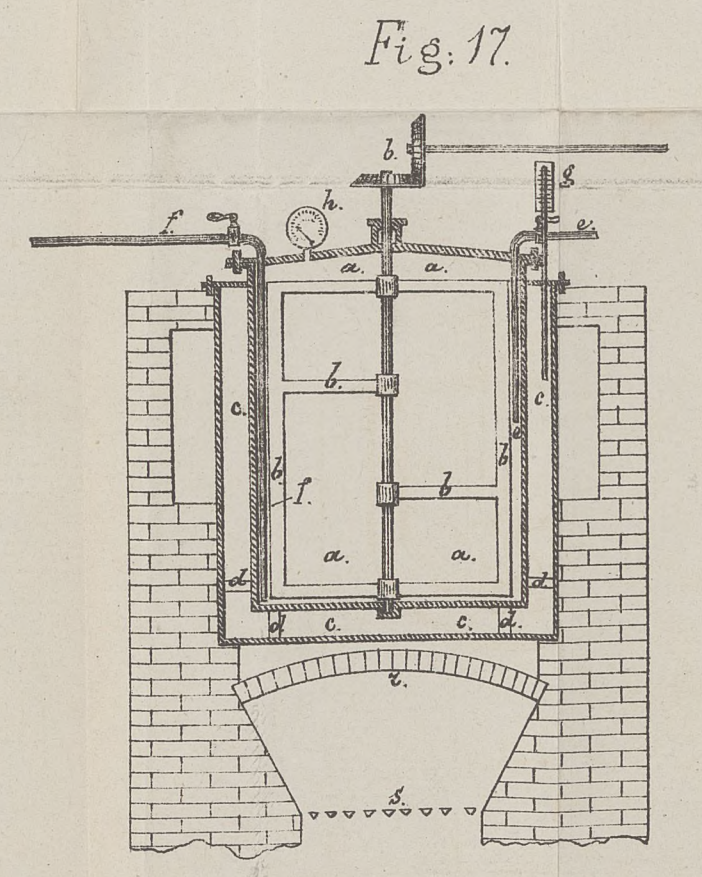 Fig. 17.
b.
g
h.
f.
e.
a. a.
b.
c. c.
e
b. b
f. b
a. a.
d d
d c. c. d.
r.
s.